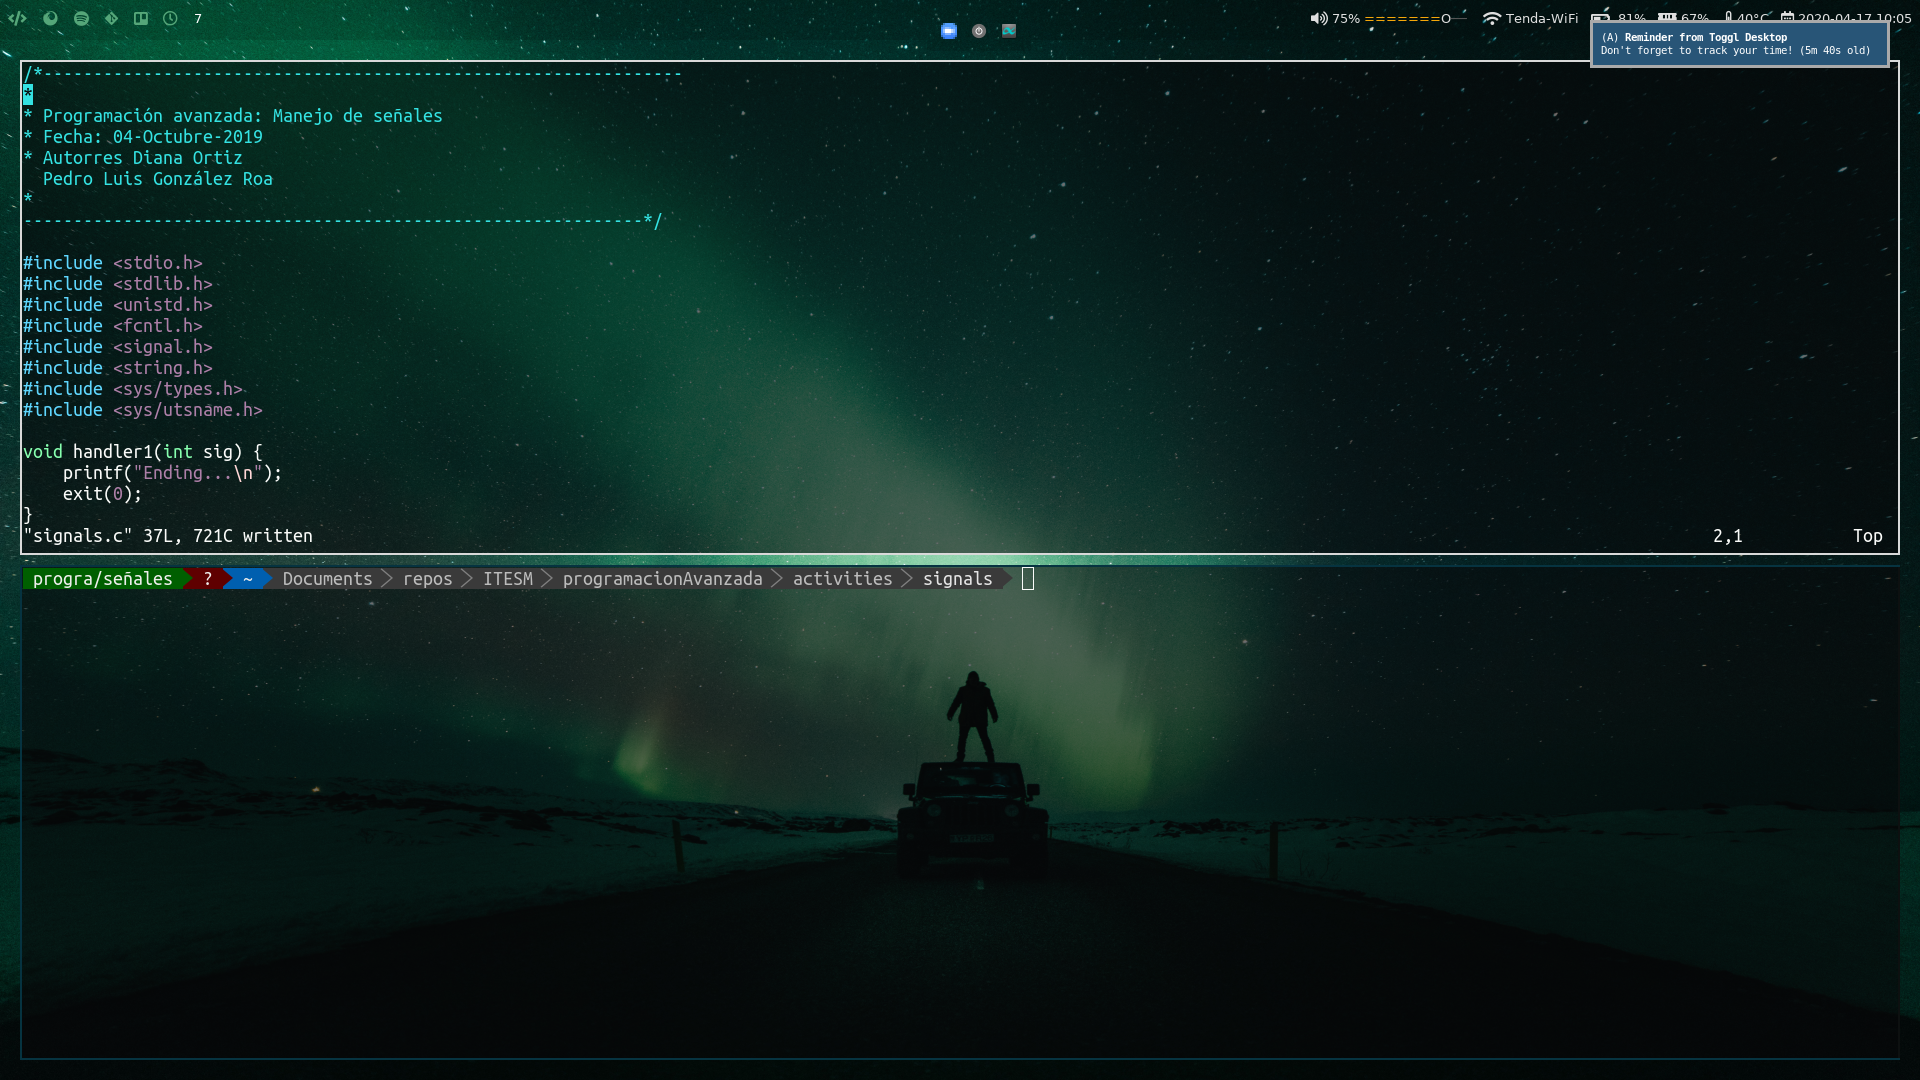 7
75% =======O— Tenda-WiFi 81% 67% 40°C 2020-04-17 10:05
(A) Reminder from Toggl Desktop
Don't forget to track your time! (5m 40s old)
/*----------------------------------------------------------------
*
* Programación avanzada: Manejo de señales
* Fecha: 04-Octubre-2019
* Autorres Diana Ortiz
  Pedro Luis González Roa
*
--------------------------------------------------------------*/
#include <stdio.h>
#include <stdlib.h>
#include <unistd.h>
#include <fcntl.h>
#include <signal.h>
#include <string.h>
#include <sys/types.h>
#include <sys/utsname.h>
void handler1(int sig) {
    printf("Ending...\n");
    exit(0);
}
"signals.c" 37L, 721C written 2,1 Top
progra/señales ? ~ Documents repos ITESM programacionAvanzada activities signals